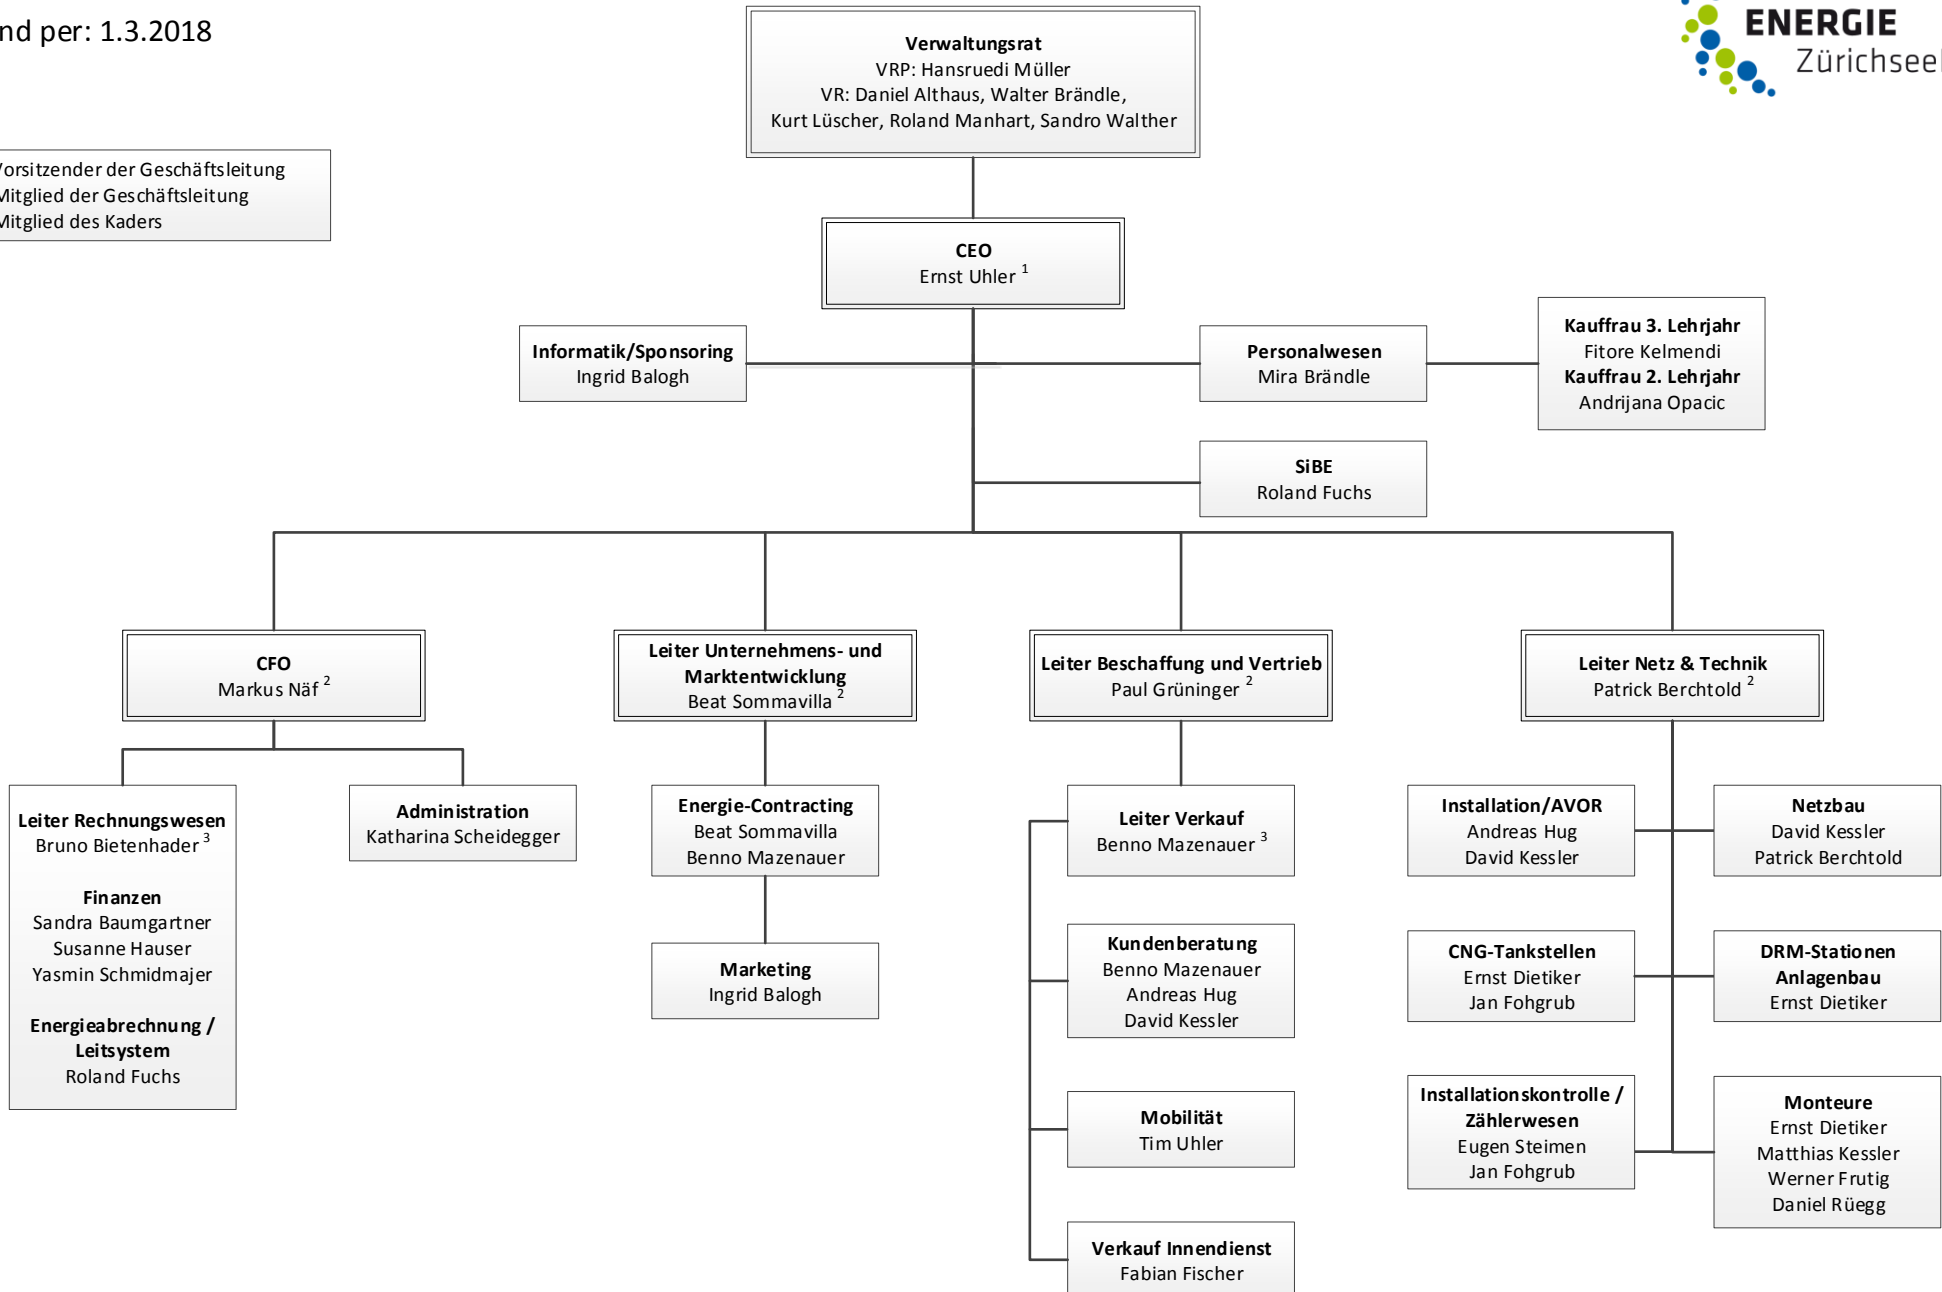 nd per: 1.3.2018
ENERGIE
Zürichsee
Verwaltungsrat
VRP: Hansruedi Müller
VR: Daniel Althaus, Walter Brändle,
Kurt Lüscher, Roland Manhart, Sandro Walther
Vorsitzender der Geschäftsleitung
Mitglied der Geschäftsleitung
Mitglied des Kaders
CEO
Ernst Uhler 1
Informatik/Sponsoring
Ingrid Balogh
Personalwesen
Mira Brändle
Kauffrau 3. Lehrjahr
Fitore Kelmendi
Kauffrau 2. Lehrjahr
Andrijana Opacic
SiBE
Roland Fuchs
CFO
Markus Näf 2
Leiter Unternehmens- und
Marktentwicklung
Beat Sommavilla 2
Leiter Beschaffung und Vertrieb
Paul Grüninger 2
Leiter Netz & Technik
Patrick Berchtold 2
Leiter Rechnungswesen
Bruno Bietenhader 3
Finanzen
Sandra Baumgartner
Susanne Hauser
Yasmin Schmidmajer
Energieabrechnung /
Leitsystem
Roland Fuchs
Administration
Katharina Scheidegger
Energie-Contracting
Beat Sommavilla
Benno Mazenauer
Marketing
Ingrid Balogh
Leiter Verkauf
Benno Mazenauer 3
Kundenberatung
Benno Mazenauer
Andreas Hug
David Kessler
Mobilität
Tim Uhler
Verkauf Innendienst
Fabian Fischer
Installation/AVOR
Andreas Hug
David Kessler
Netzbau
David Kessler
Patrick Berchtold
CNG-Tankstellen
Ernst Dietiker
Jan Fohgrub
DRM-Stationen
Anlagenbau
Ernst Dietiker
Installationskontrolle /
Zählerwesen
Eugen Steimen
Jan Fohgrub
Monteure
Ernst Dietiker
Matthias Kessler
Werner Frutig
Daniel Rüegg